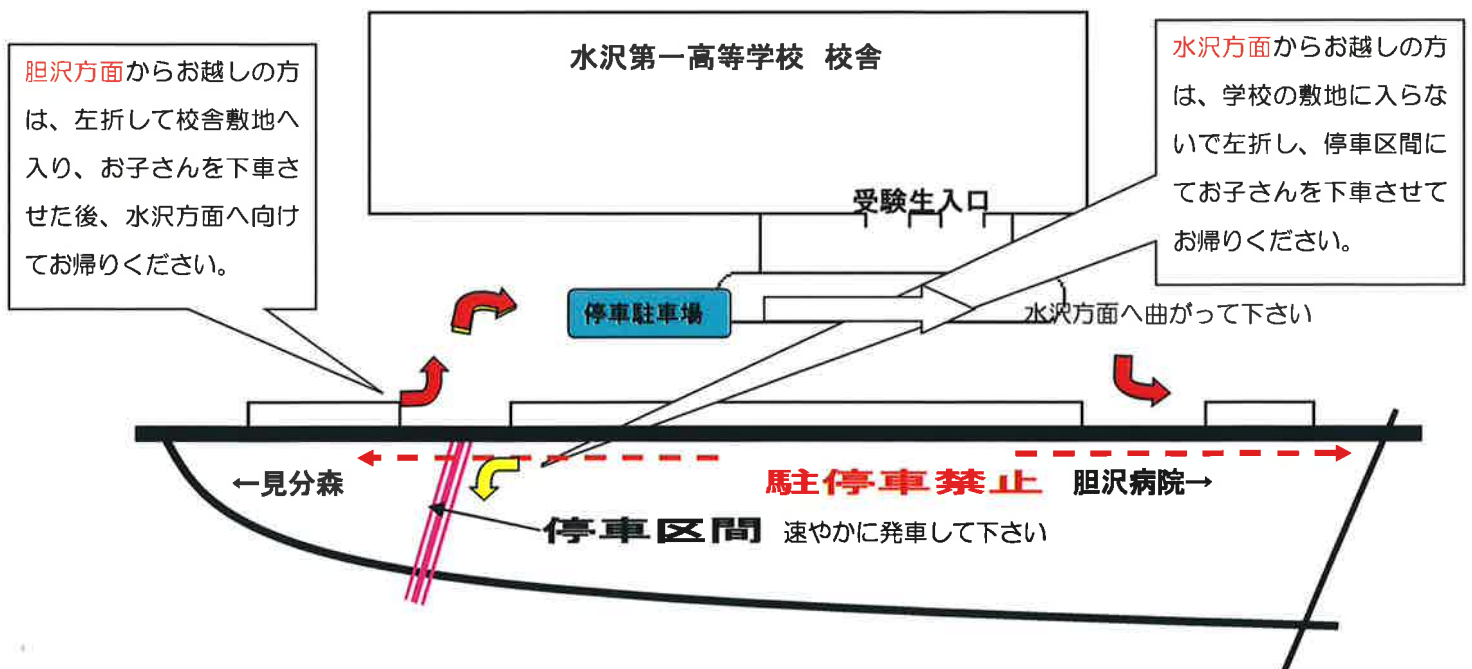 水沢第一高等学校 校舎
胆沢方面からお越しの方
は、左折して校舎敷地へ
入り、お子さんを下車さ
せた後、水沢方面へ向け
てお帰りください。
水沢方面からお越しの方
は、学校の敷地に入らな
いで左折し、停車区間に
てお子さんを下車させて
お帰りください。
受験生入口
停車駐車場
水沢方面へ曲がって下さい
←見分森
駐停車禁止
胆沢病院→
停車区間 速やかに発車して下さい